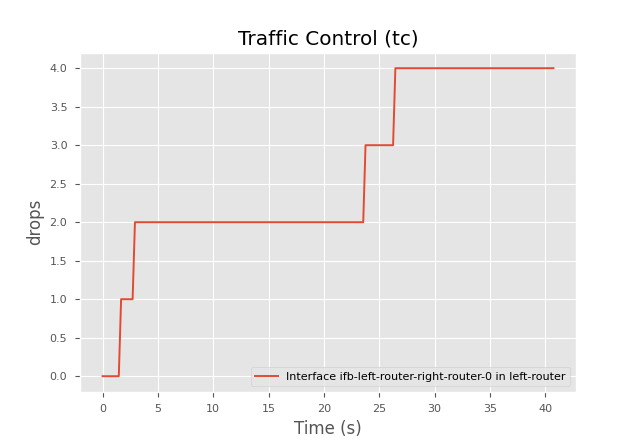 Traffic Control (tc)
4.0
3.5
3.0
2.5
2.0
1.5
1.0
0.5
0.0
drops
Interface ifb-left-router-right-router-0 in left-router
0 5 10 15 20 25 30 35 40
Time (s)